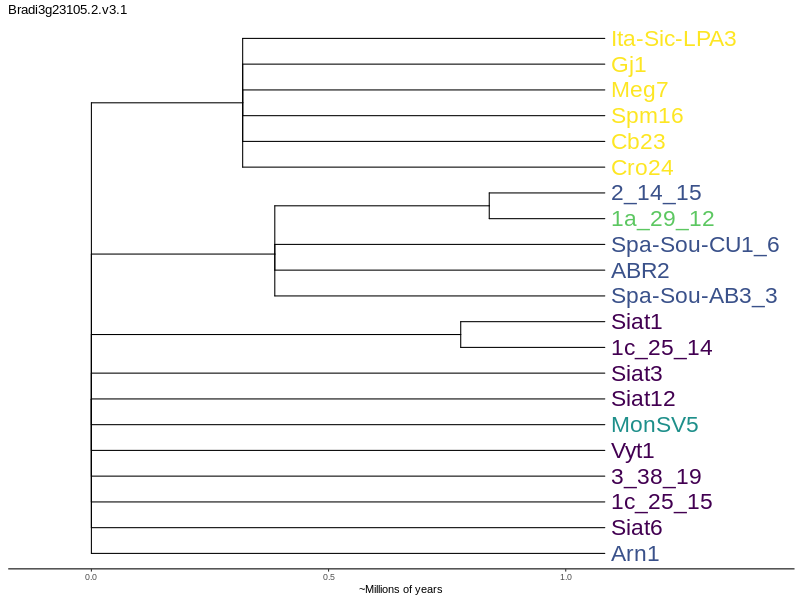 Bradi3g23105.2.v3.1
Ita-Sic-LPA3
Gj1
Meg7
Spm16
Cb23
Cro24
2_14_15
1a_29_12
Spa-Sou-CU1_6
ABR2
Spa-Sou-AB3_3
Siat1
1c_25_14
Siat3
Siat12
MonSV5
Vyt1
3_38_19
1c_25_15
Siat6
Arn1
0.0 0.5 1.0
~Millions of years